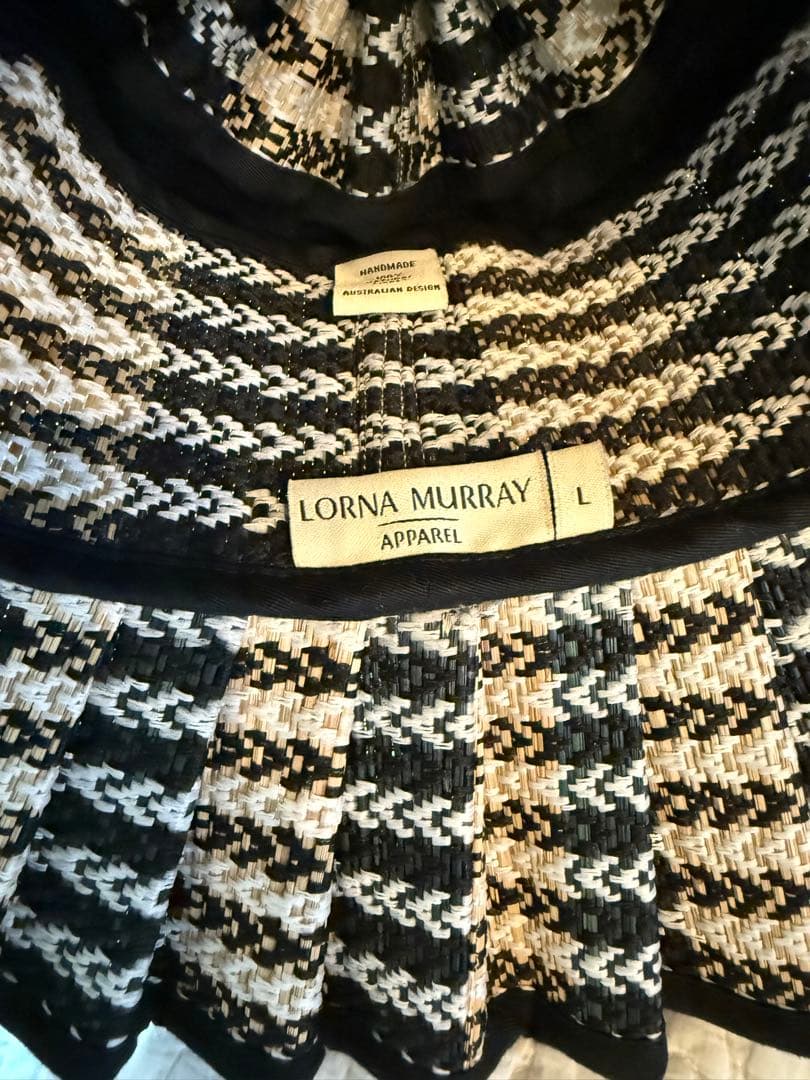 HANDMADE
AUSTRALIAN DESIGN
LORNA MURRAY
APPAREL
L